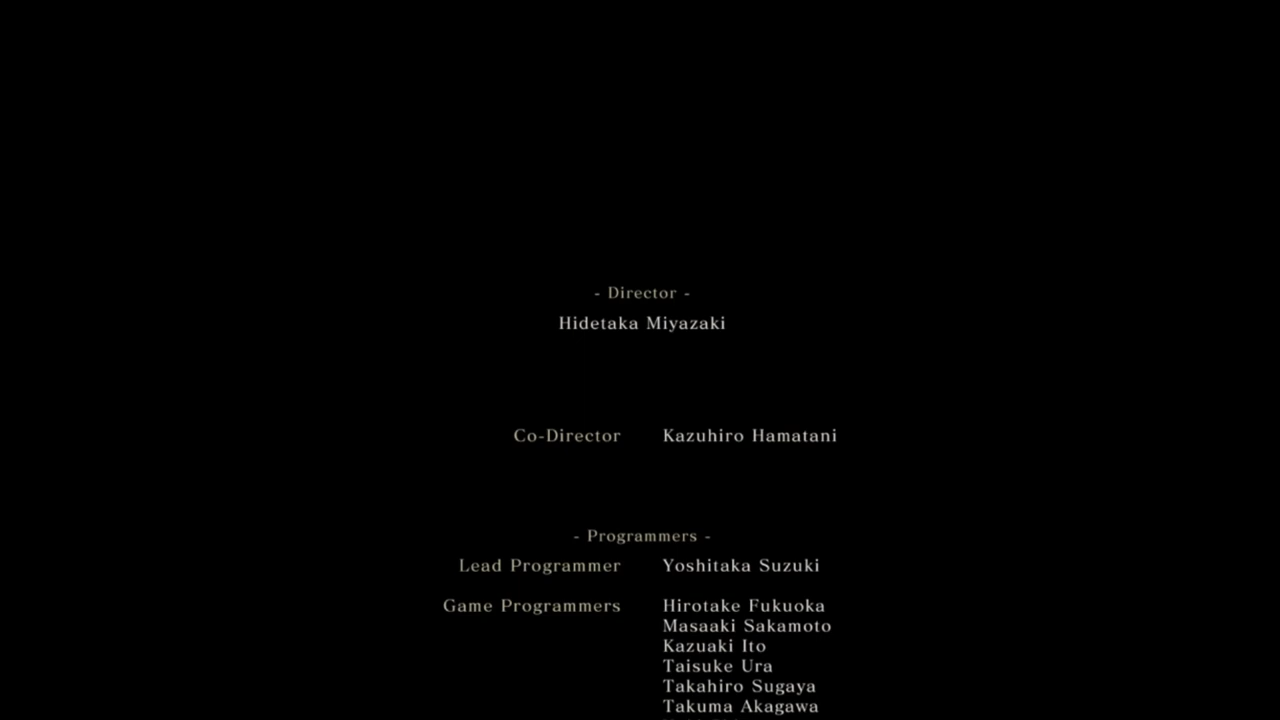 - Director -
Hidetaka Miyazaki
Co-Director Kazuhiro Hamatani
- Programmers -
Lead Programmer Yoshitaka Suzuki
Game Programmers Hirotake Fukuoka
Masaaki Sakamoto
Kazuaki Ito
Taisuke Ura
Takahiro Sugaya
Takuma Akagawa